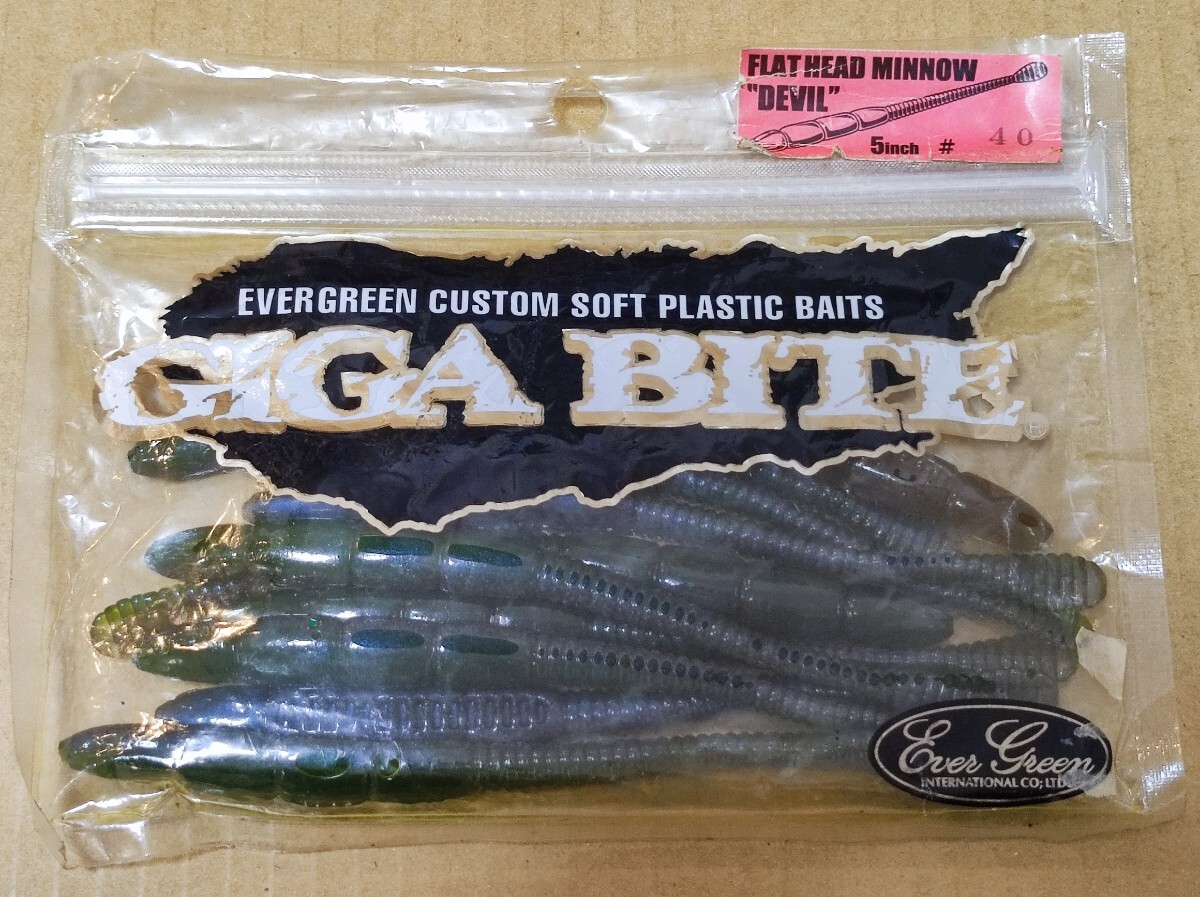 FLAT HEAD MINNOW
"DEVIL"
5inch # 40
EVERGREEN CUSTOM SOFT PLASTIC BAITS
GIGA BITE ®
Ever Green
INTERNATIONAL CO; LTD